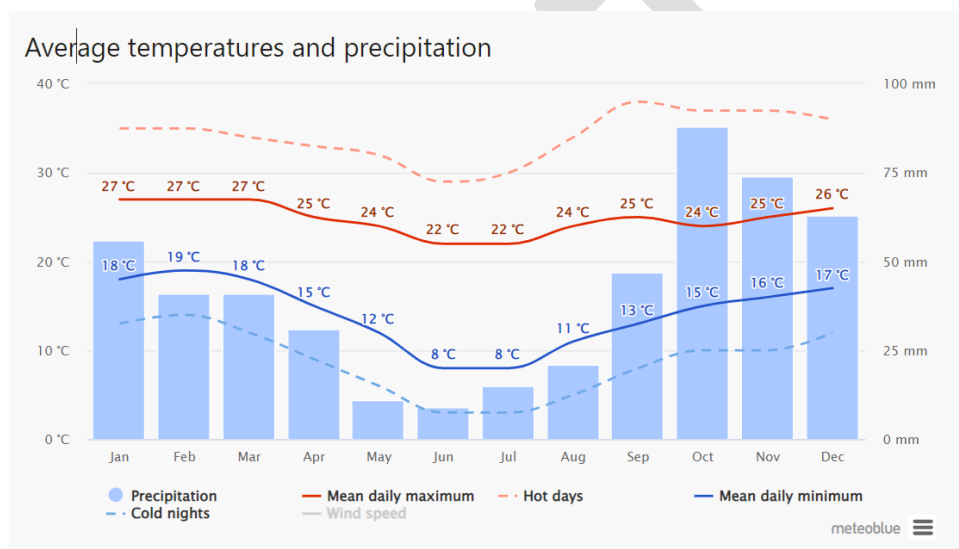 Average temperatures and precipitation
40 °C 100 mm
27 °C 27 °C 27 °C 25 °C 24 °C 22 °C 22 °C 24 °C 25 °C 24 °C 25 °C 26 °C
30 °C 75 mm
18 °C 19 °C 18 °C 15 °C 12 °C 8 °C 8 °C 11 °C 13 °C 15 °C 16 °C 17 °C
20 °C 50 mm
10 °C 25 mm
0 °C 0 mm
Jan Feb Mar Apr May Jun Jul Aug Sep Oct Nov Dec
Precipitation Mean daily maximum Hot days Mean daily minimum
Cold nights Wind speed
meteoblue